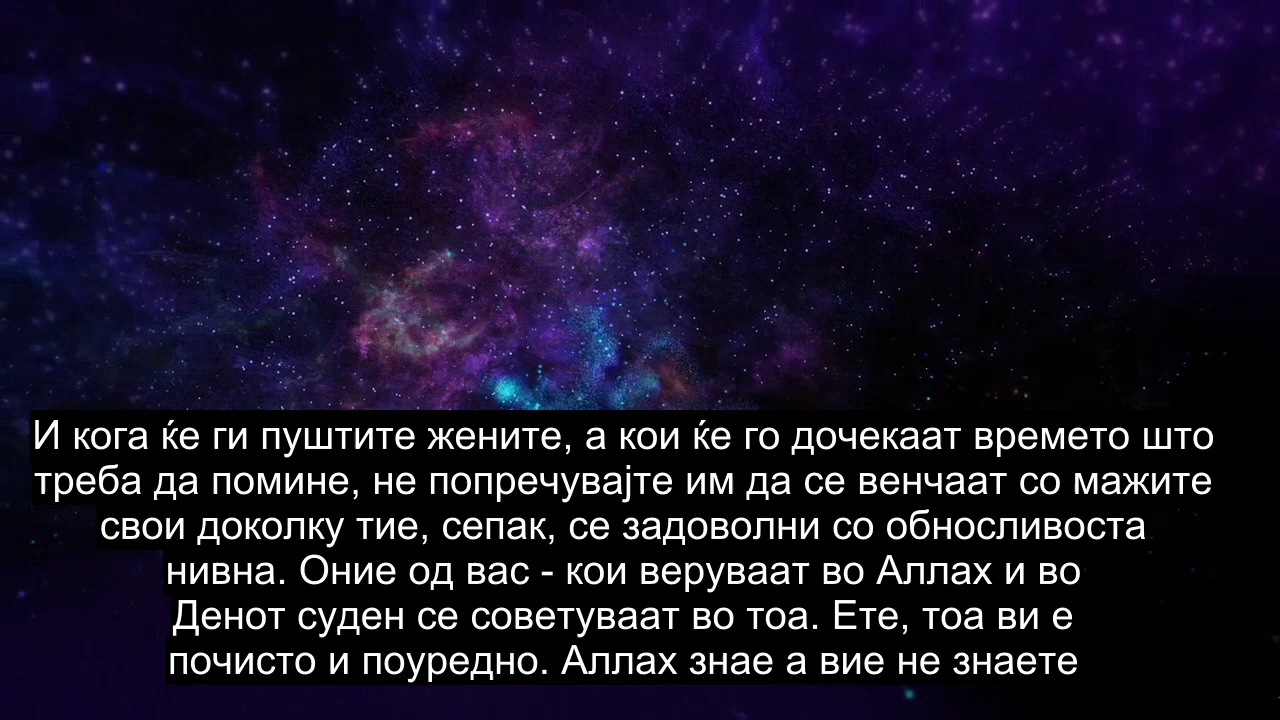 И кога ќе ги пуштите жените, а кои ќе го дочекаат времето што
треба да помине, не попречувајте им да се венчаат со мажите
свои доколку тие, сепак, се задоволни со обносливоста
нивна. Оние од вас - кои веруваат во Аллах и во
Денот суден се советуваат во тоа. Ете, тоа ви е
почисто и поуредно. Аллах знае а вие не знаете